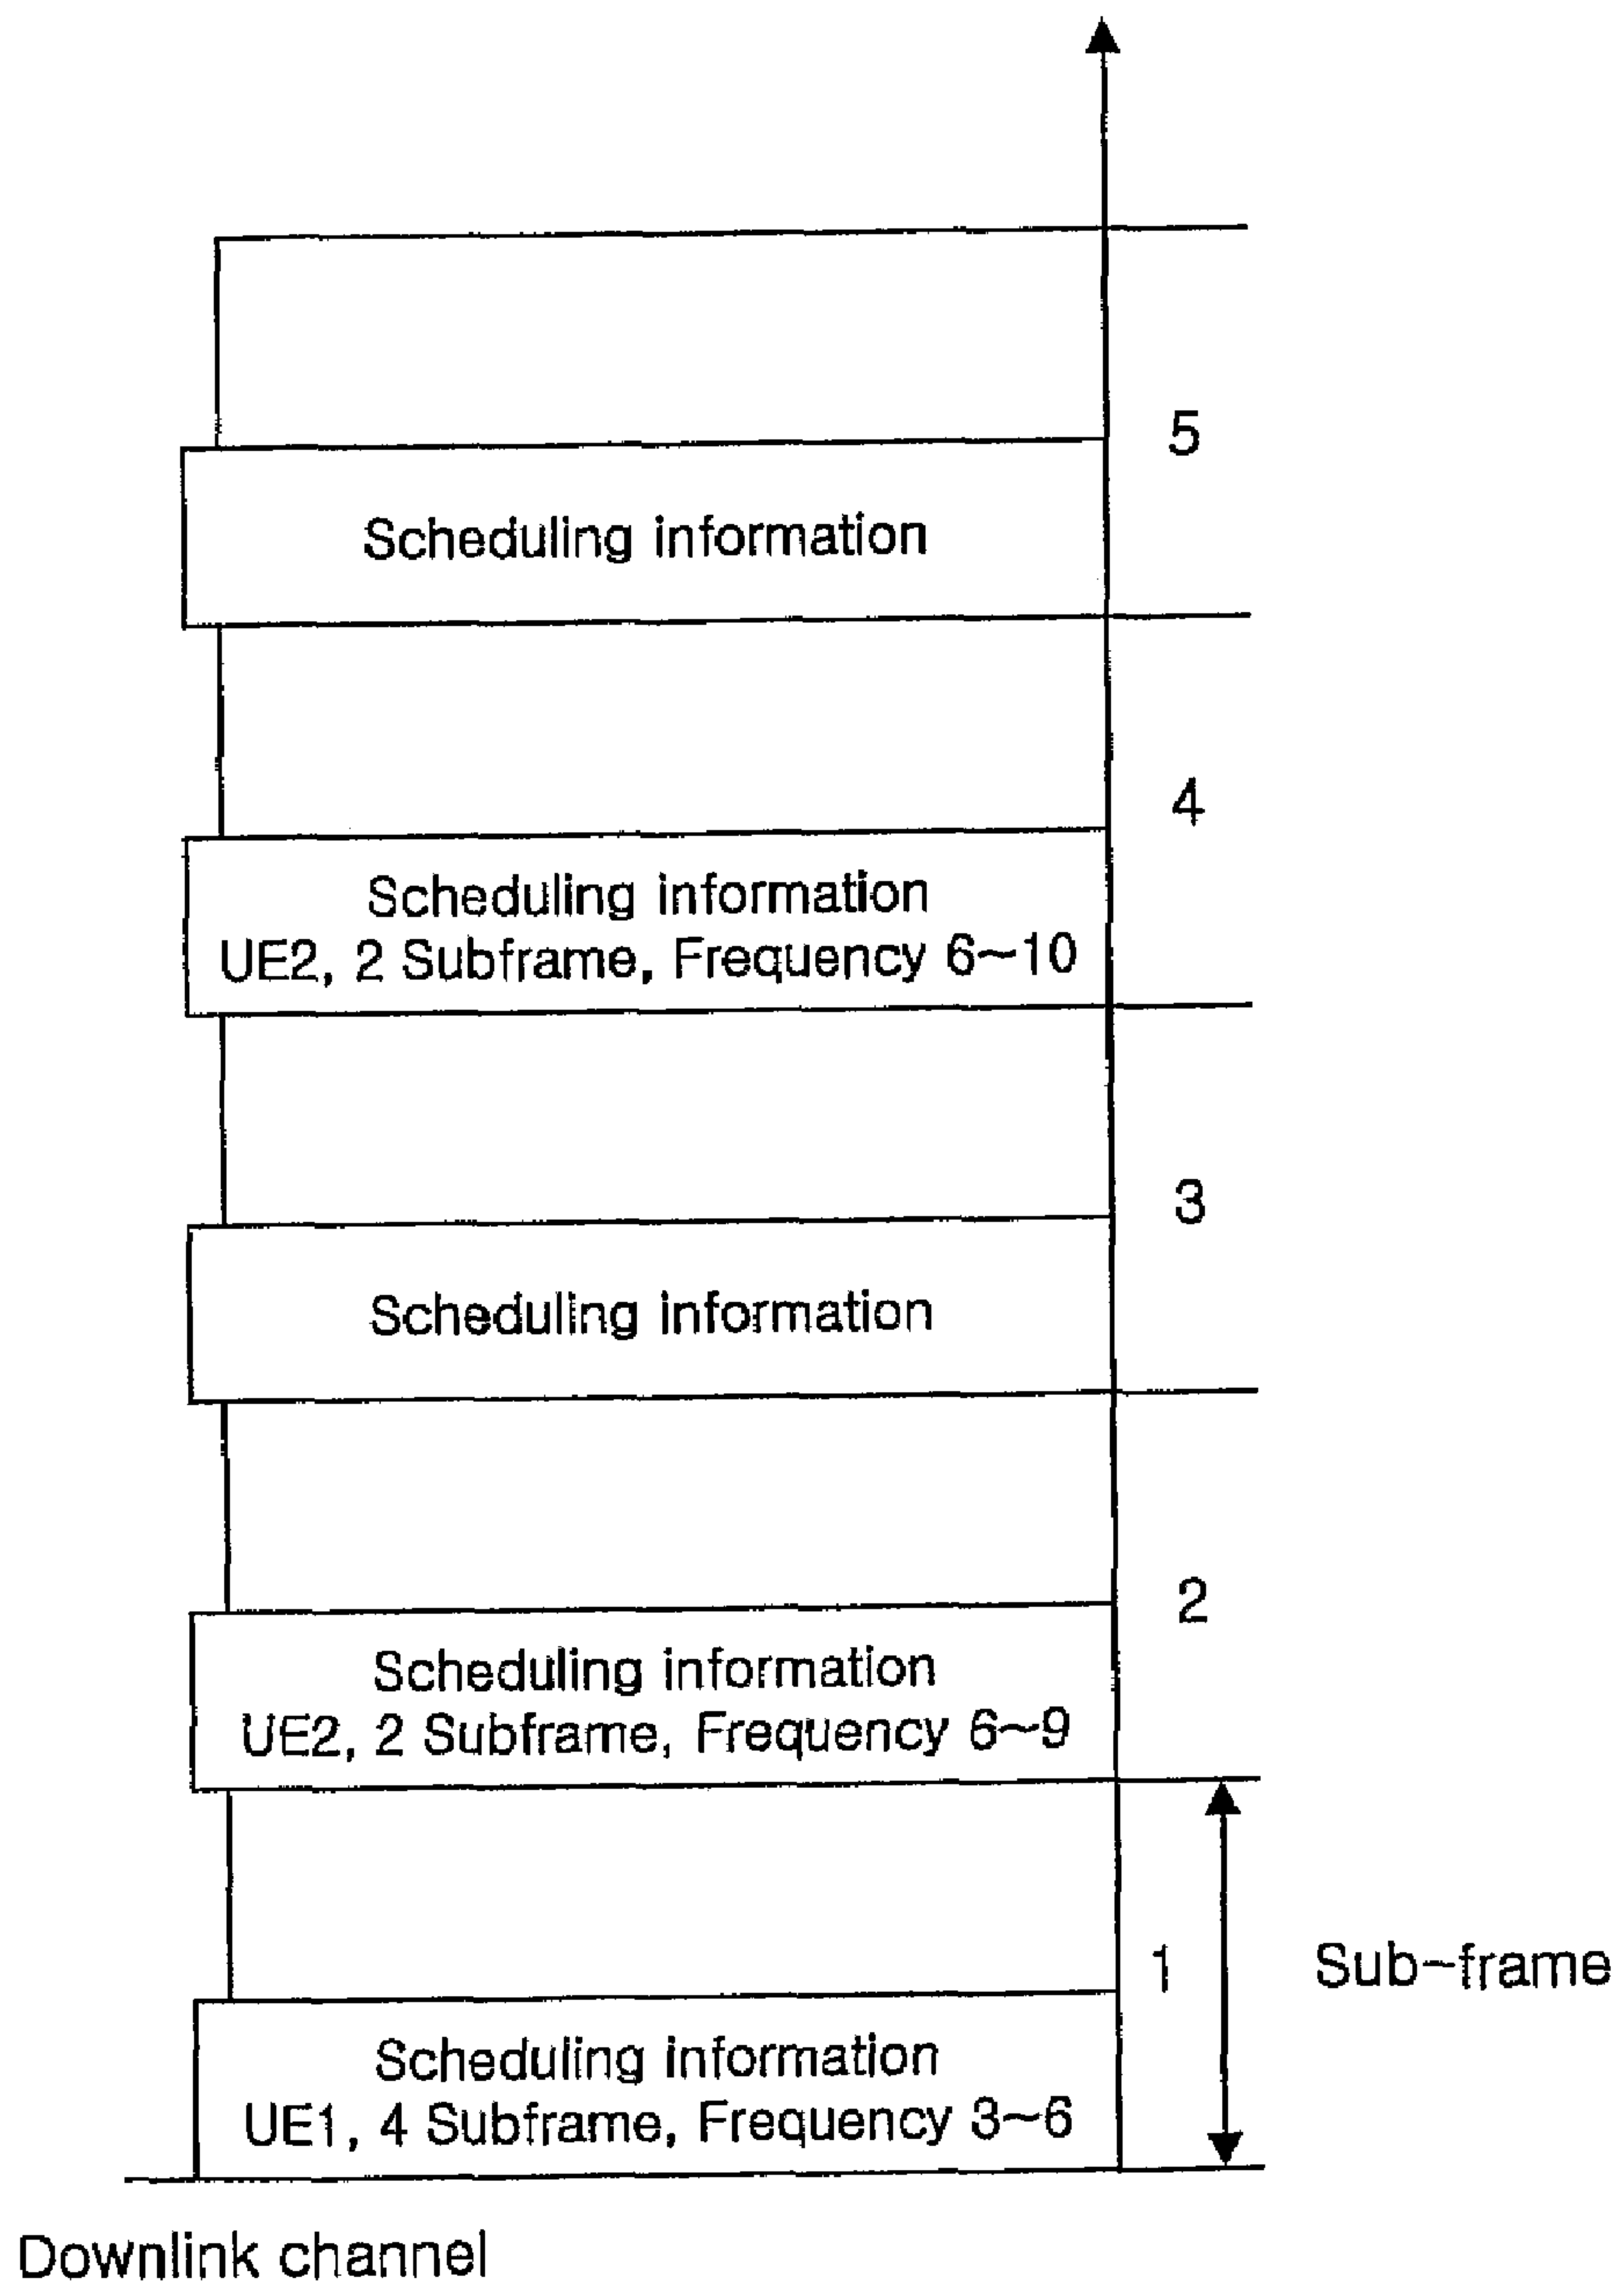 5
Scheduling information
4
Scheduling information
UE2, 2 Subframe, Frequency 6~10
3
Scheduling information
2
Scheduling information
UE2, 2 Subframe, Frequency 6~9
1
Sub-frame
Scheduling information
UE1, 4 Subframe, Frequency 3~6
Downlink channel